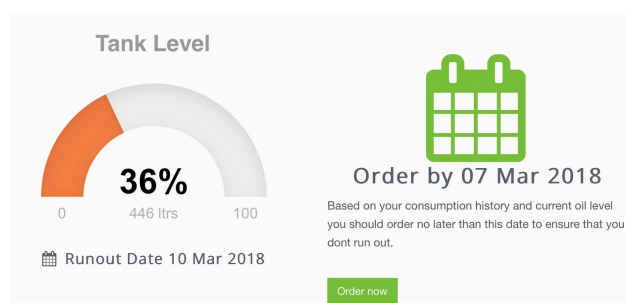 Tank Level
36%
0
446 ltrs
100
Runout Date 10 Mar 2018
Order by 07 Mar 2018
Based on your consumption history and current oil level
you should order no later than this date to ensure that you
dont run out.
Order now